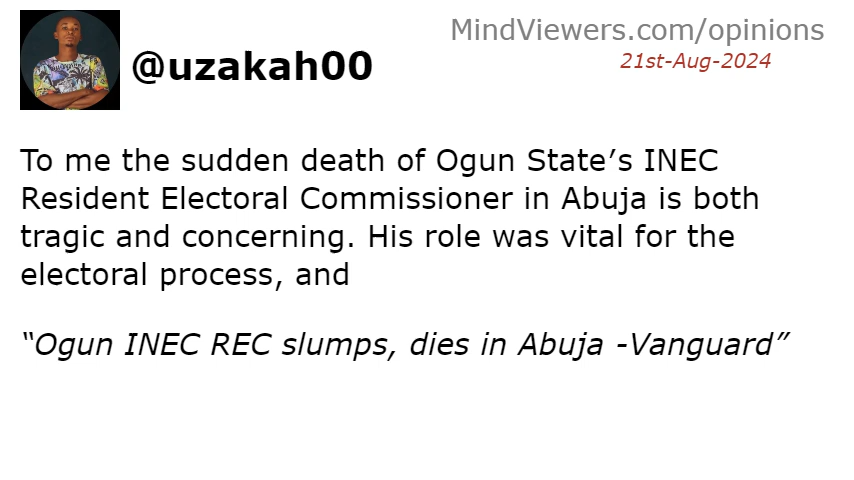 MindViewers.com/opinions
21st-Aug-2024
@uzakah00
To me the sudden death of Ogun State’s INEC
Resident Electoral Commissioner in Abuja is both
tragic and concerning. His role was vital for the
electoral process, and
“Ogun INEC REC slumps, dies in Abuja -Vanguard”